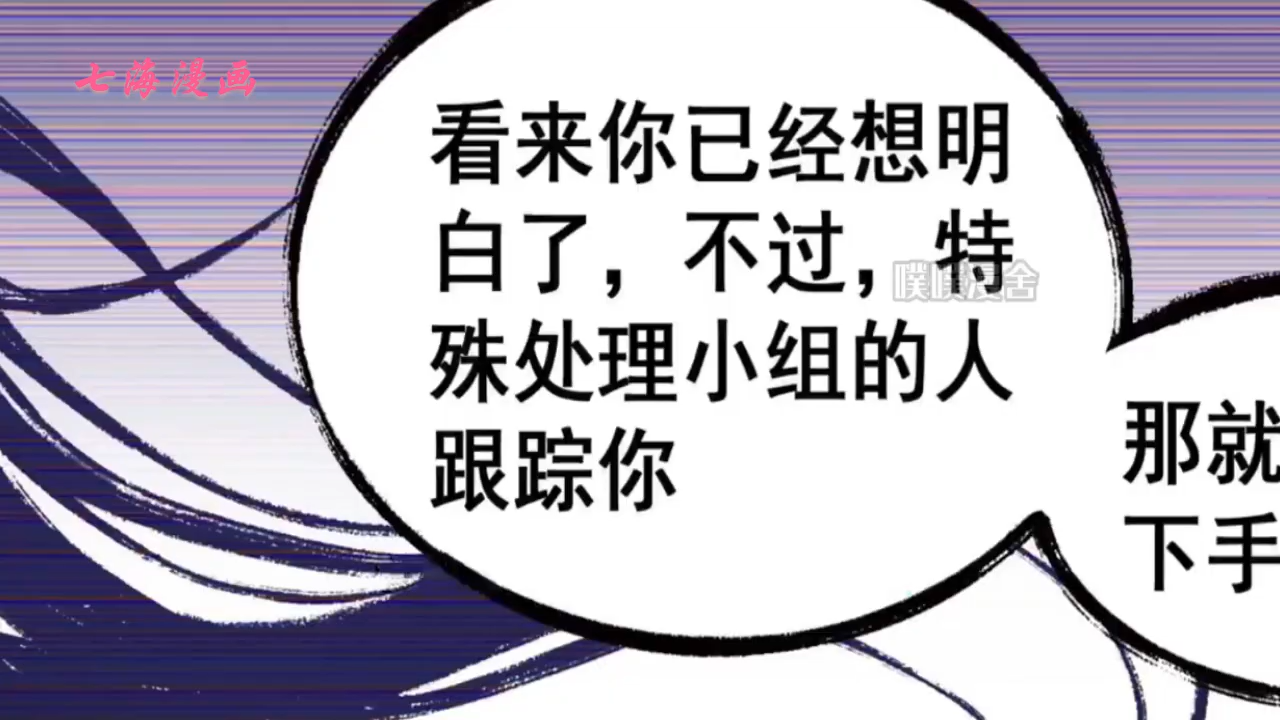 七海漫画
看来你已经想明
白了，不过，特
殊处理小组的人
跟踪你
噗噗漫舍
那就
下手